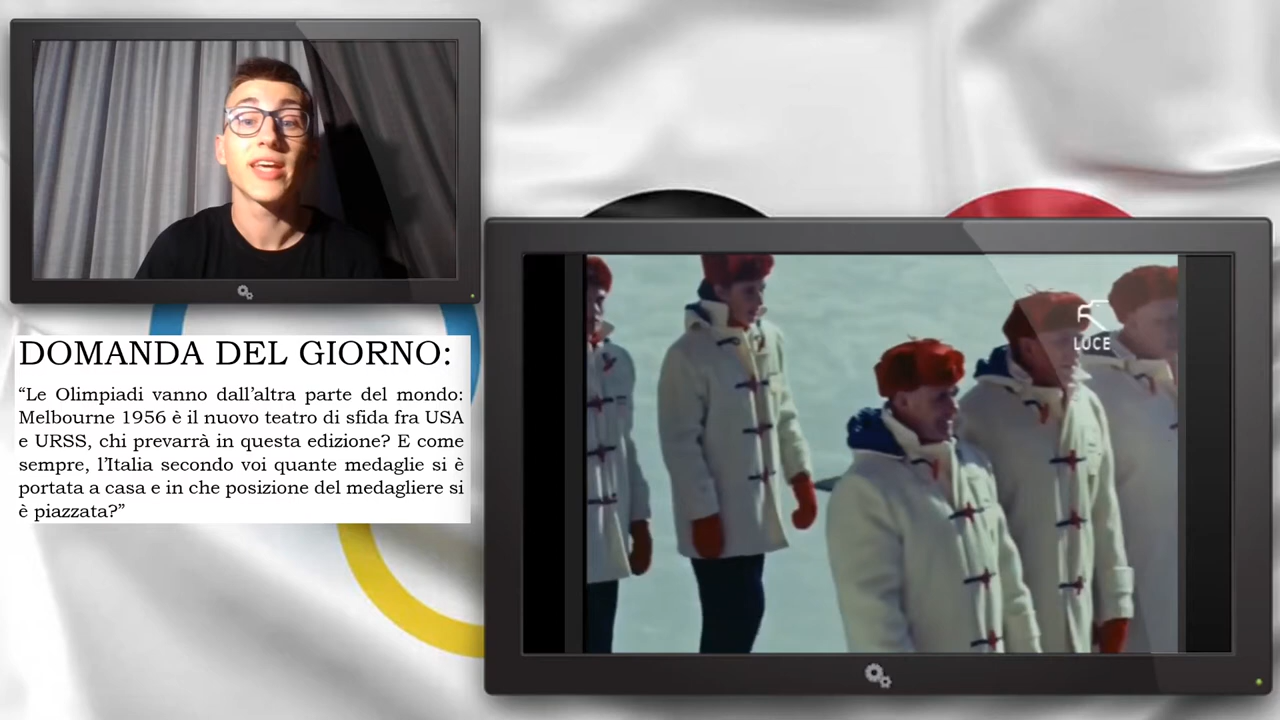 DOMANDA DEL GIORNO:
“Le Olimpiadi vanno dall’altra parte del mondo:
Melbourne 1956 è il nuovo teatro di sfida fra USA
e URSS, chi prevarrà in questa edizione? E come
sempre, l’Italia secondo voi quante medaglie si è
portata a casa e in che posizione del medagliere si
è piazzata?”
LUCE